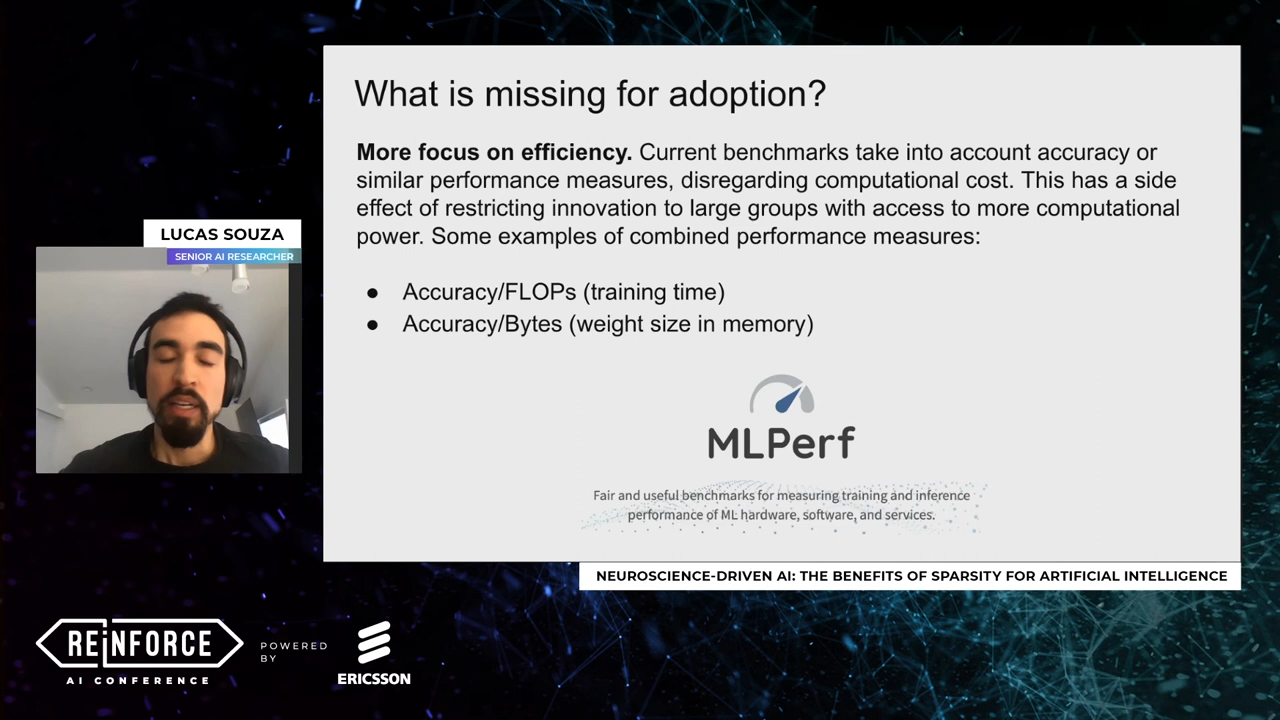 What is missing for adoption?
More focus on efficiency. Current benchmarks take into account accuracy or
similar performance measures, disregarding computational cost. This has a side
effect of restricting innovation to large groups with access to more computational
power. Some examples of combined performance measures:
● Accuracy/FLOPs (training time)
● Accuracy/Bytes (weight size in memory)
MLPerf
Fair and useful benchmarks for measuring training and inference
performance of ML hardware, software, and services.
LUCAS SOUZA
SENIOR AI RESEARCHER
NEUROSCIENCE-DRIVEN AI: THE BENEFITS OF SPARSITY FOR ARTIFICIAL INTELLIGENCE
REiNFORCE
AI CONFERENCE
POWERED
BY
ERICSSON